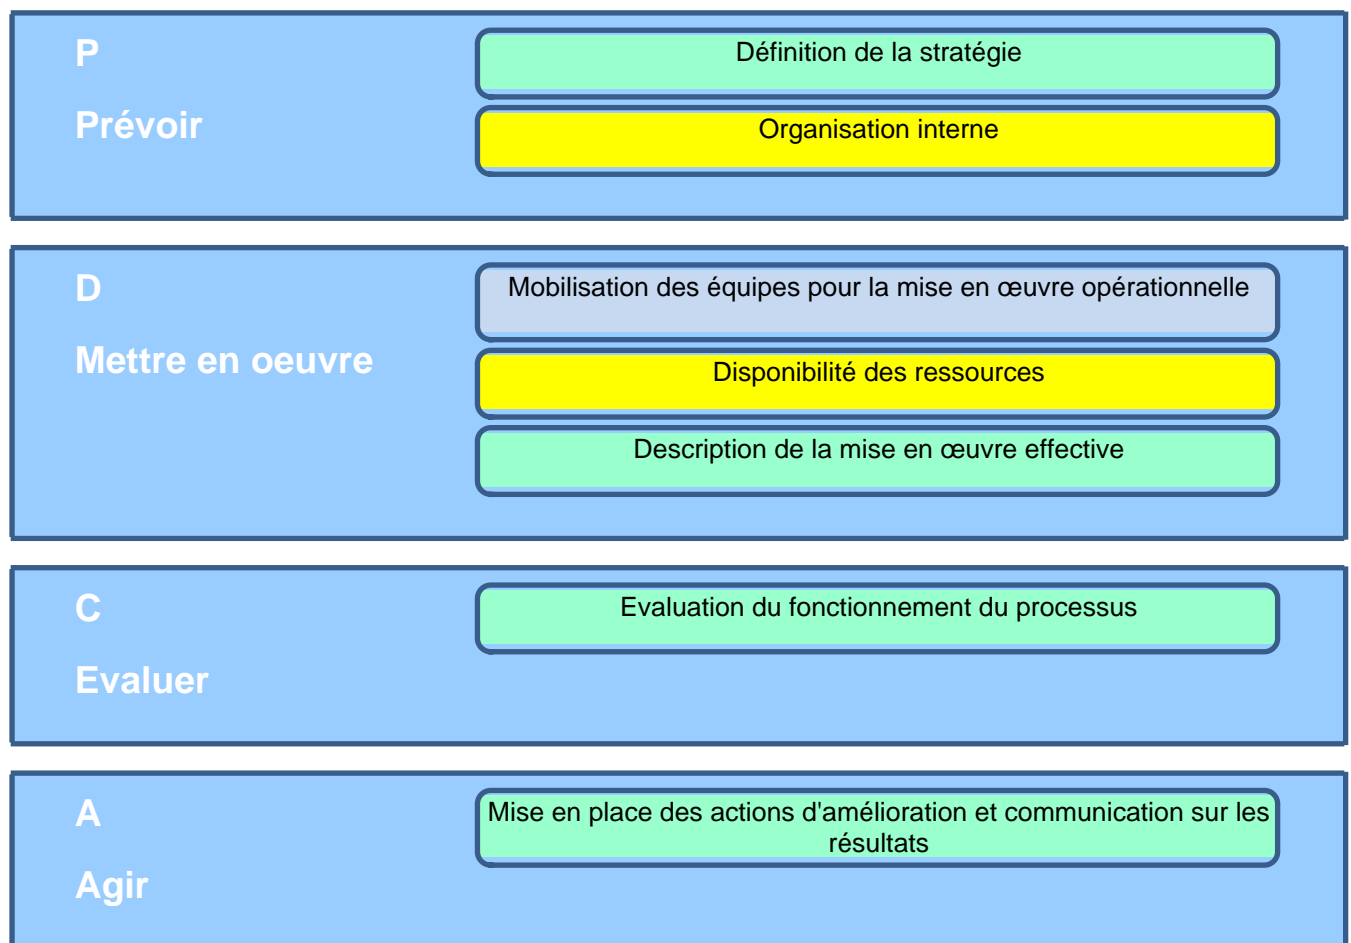 P
Définition de la stratégie
Prévoir
Organisation interne
D
Mobilisation des équipes pour la mise en œuvre opérationnelle
Mettre en oeuvre
Disponibilité des ressources
Description de la mise en œuvre effective
C
Evaluation du fonctionnement du processus
Evaluer
A
Mise en place des actions d'amélioration et communication sur les
résultats
Agir